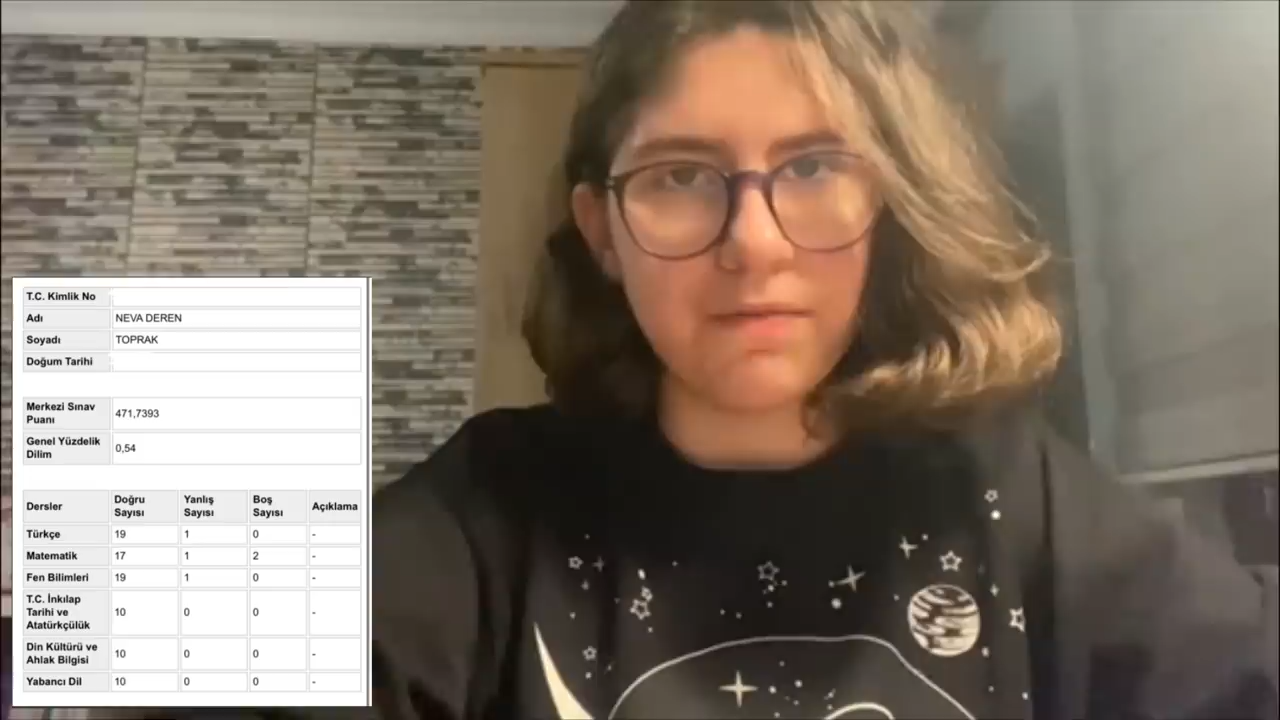 T.C. Kimlik No
Adı NEVA DEREN
Soyadı TOPRAK
Doğum Tarihi
Merkezi Sınav
Puanı 471,7393
Genel Yüzdelik
Dilim 0,54
Dersler Doğru Sayısı Yanlış Sayısı Boş Sayısı Açıklama
Türkçe 19 1 0 -
Matematik 17 1 2 -
Fen Bilimleri 19 1 0 -
T.C. İnkılap
Tarihi ve
Atatürkçülük 10 0 0 -
Din Kültürü ve
Ahlak Bilgisi 10 0 0 -
Yabancı Dil 10 0 0 -